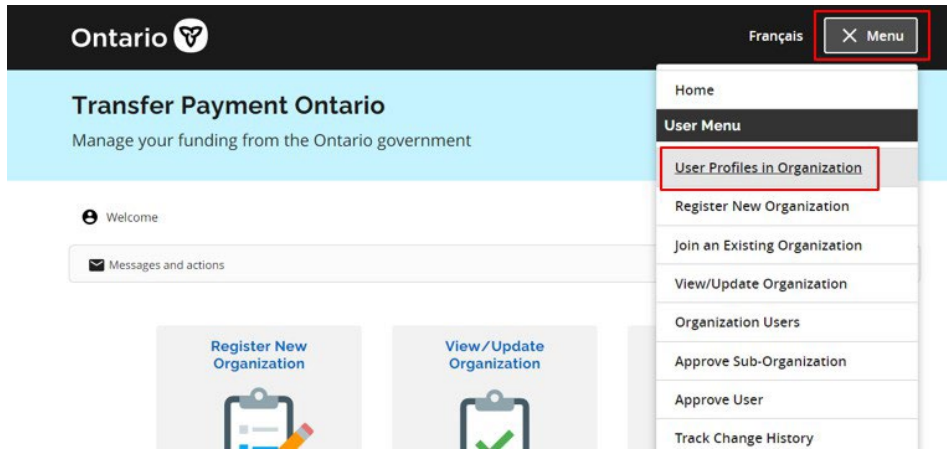 Ontario
Français
Menu
Transfer Payment Ontario
Manage your funding from the Ontario government
Welcome
Messages and actions
Register New
Organization
View/Update
Organization
Home
User Menu
User Profiles in Organization
Register New Organization
Join an Existing Organization
View/Update Organization
Organization Users
Approve Sub-Organization
Approve User
Track Change History